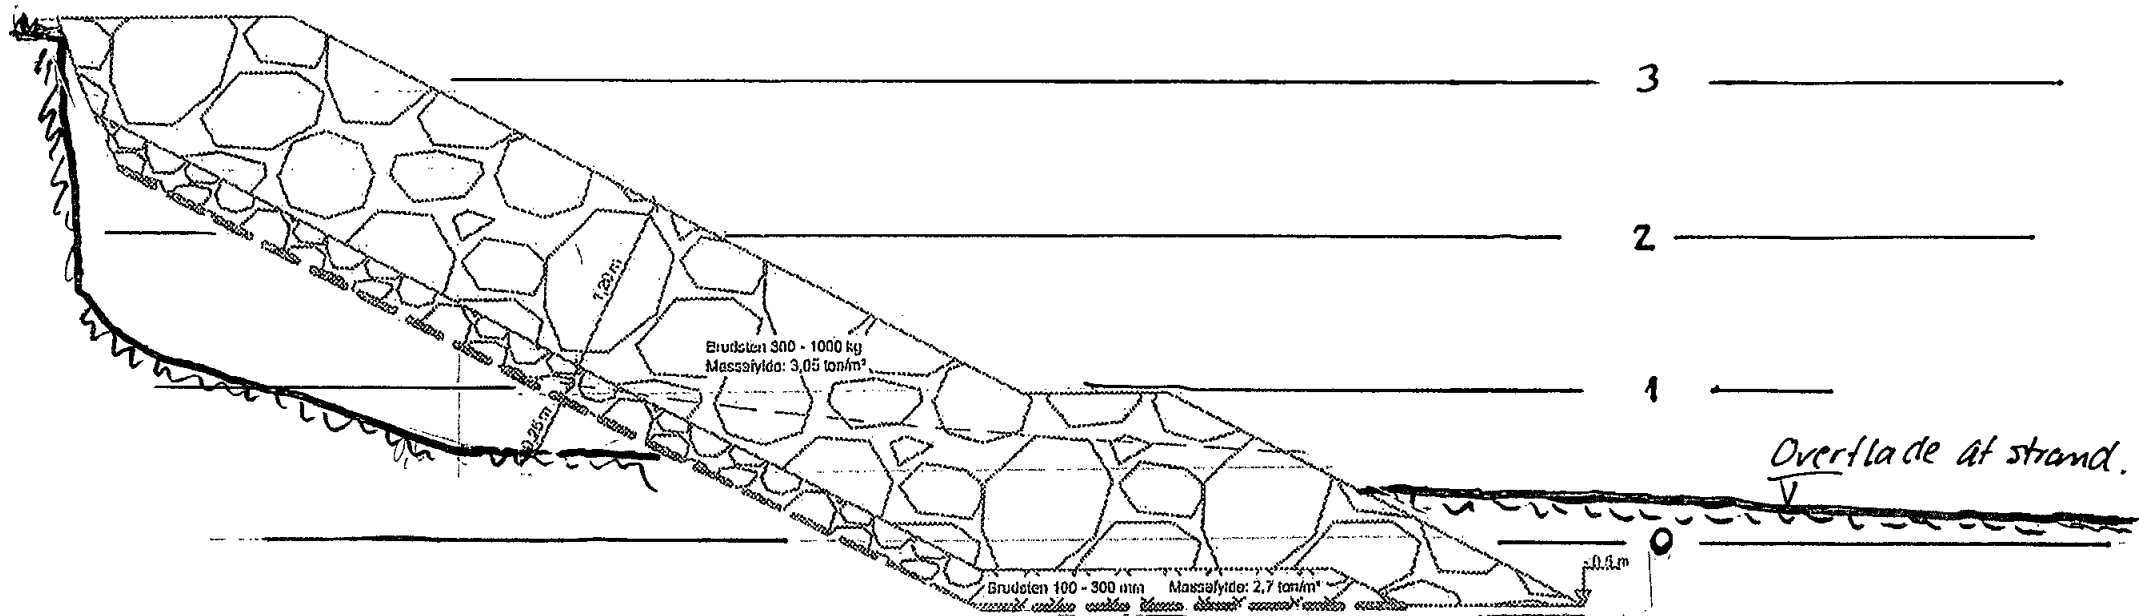 3
2
1,20 m
Brudsten 300 - 1000 kg
Massefylde: 3,05 ton/m³
1
0,25 m
Overflade af strand.
0
-0,5 m
Brudsten 100 - 300 mm Massefylde: 2,7 ton/m³